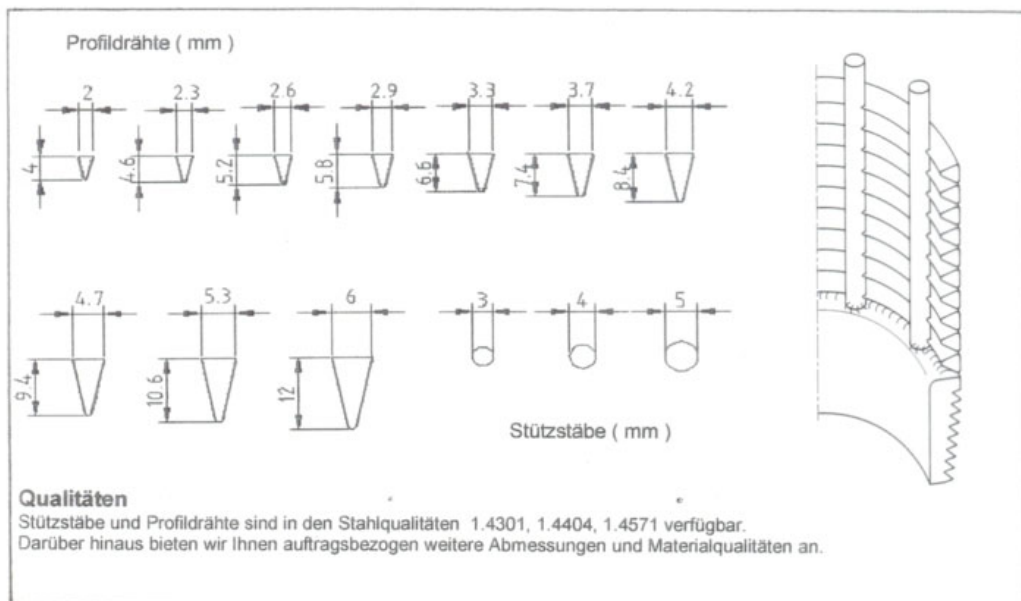 Profildrähte ( mm )
2 2.3 2.6 2.9 3.3 3.7 4.2
4 4.6 5.2 5.8 6.6 7.4 8.4
4.7 5.3 6 3 4 5
9.4 10.6 12
Stützstäbe ( mm )
Qualitäten
Stützstäbe und Profildrähte sind in den Stahlqualitäten 1.4301, 1.4404, 1.4571 verfügbar.
Darüber hinaus bieten wir Ihnen auftragsbezogen weitere Abmessungen und Materialqualitäten an.